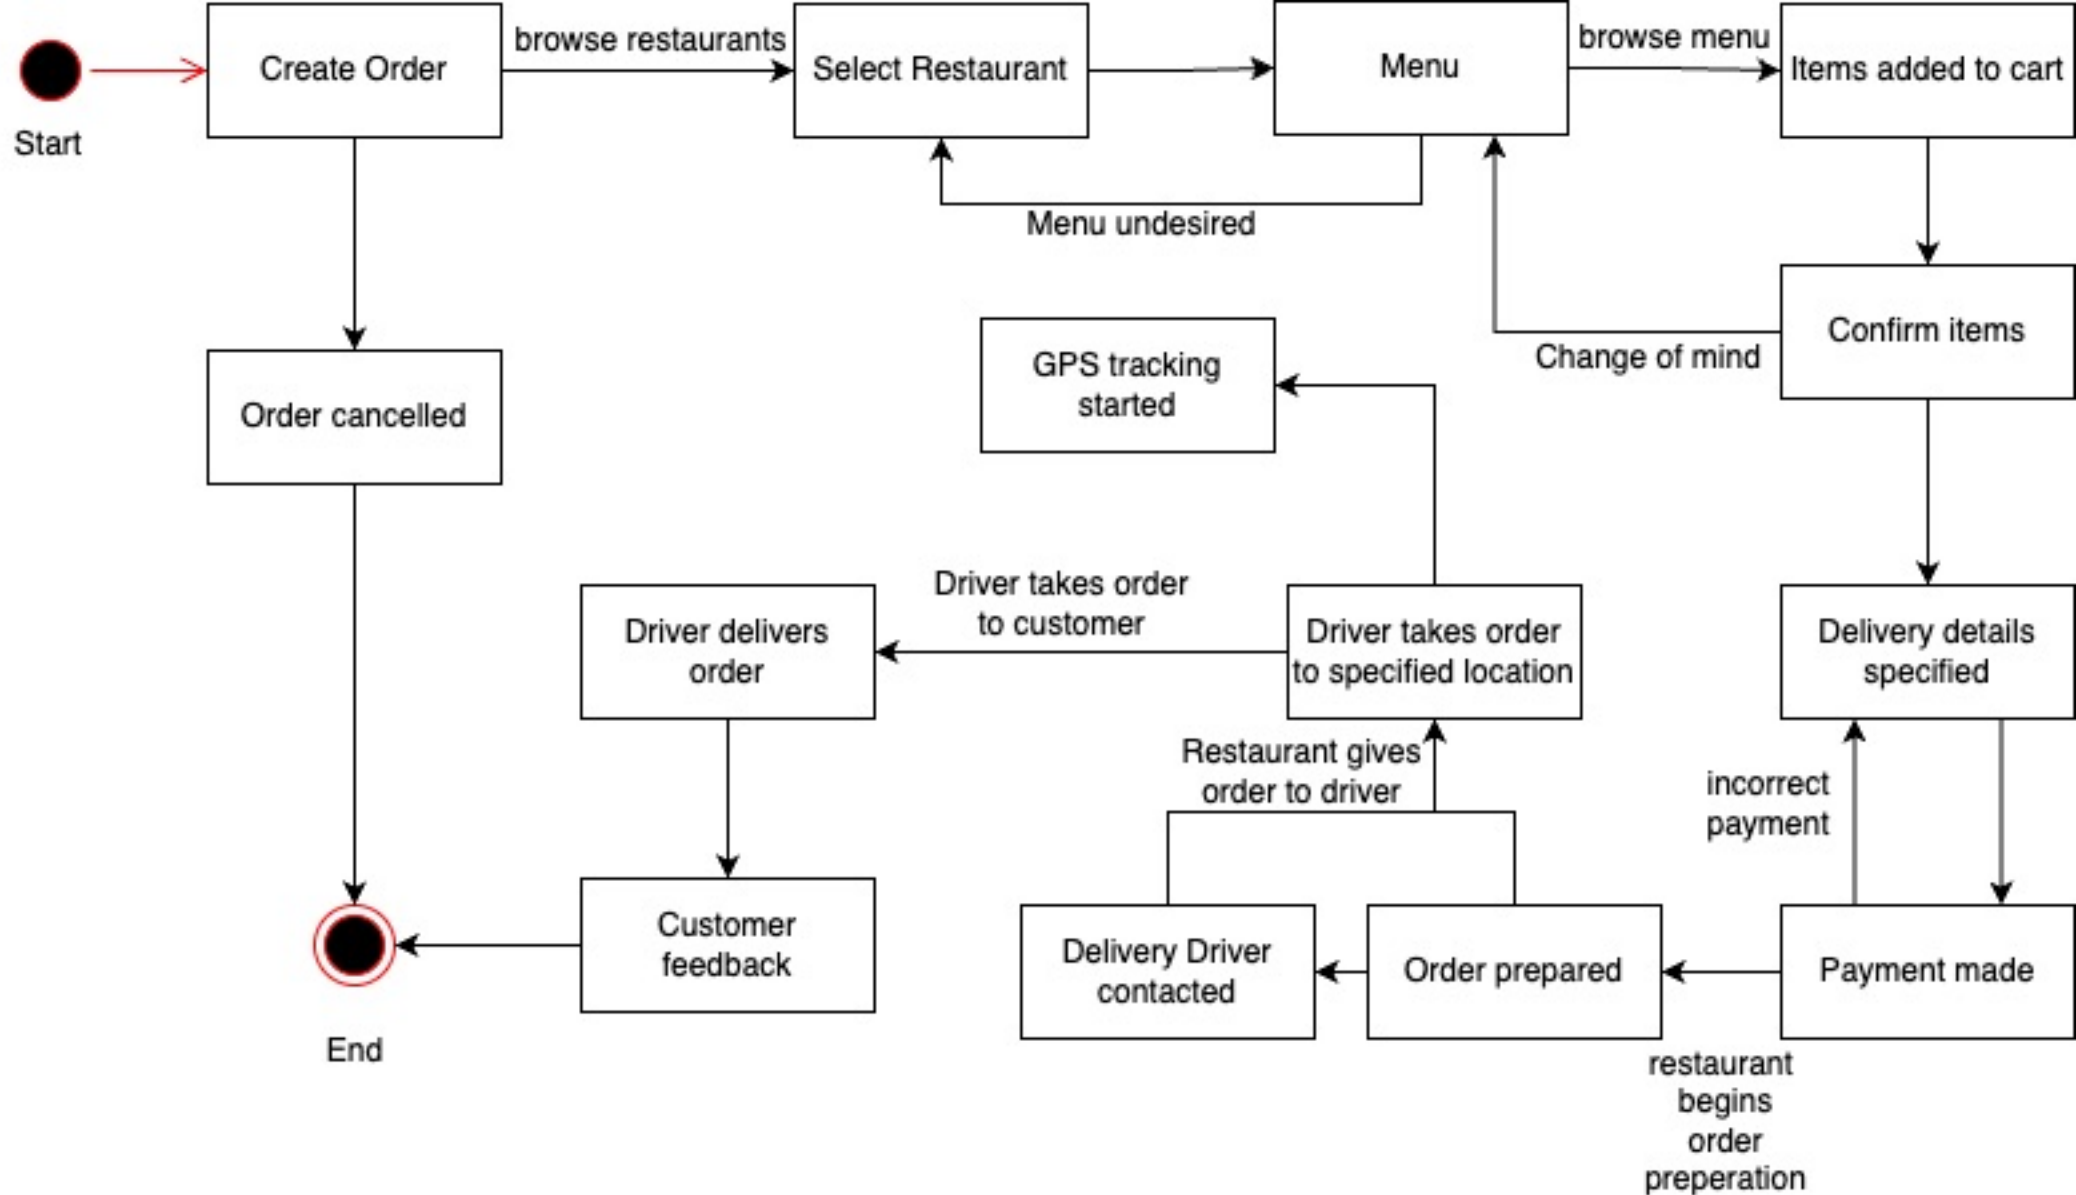 Start
Create Order
browse restaurants
Select Restaurant
Menu
browse menu
Items added to cart
Menu undesired
Confirm items
Change of mind
GPS tracking
started
Order cancelled
Driver takes order
to customer
Driver delivers
order
Driver takes order
to specified location
Delivery details
specified
Restaurant gives
order to driver
incorrect
payment
Customer
feedback
Delivery Driver
contacted
Order prepared
Payment made
End
restaurant
begins
order
preperation